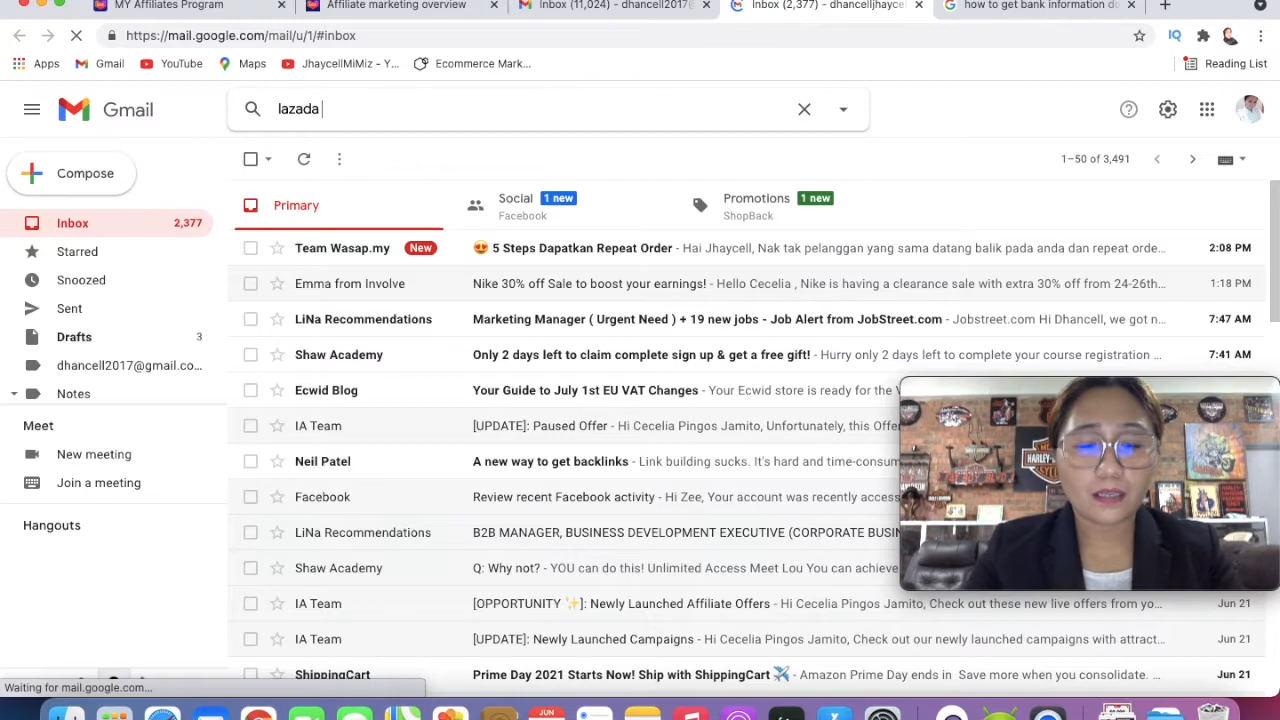 MY Affiliates Program
Affiliate marketing overview
Inbox (11,024) - dhancell2017@
Inbox (2,377) - dhancelljhayce
how to get bank information du
https://mail.google.com/mail/u/1/#inbox
Apps
Gmail
YouTube
Maps
JhaycellMiMiz - Y...
Ecommerce Mark...
Reading List
Gmail
lazada
Compose
1–50 of 3,491
Inbox 2,377
Starred
Snoozed
Sent
Drafts 3
dhancell2017@gmail.co...
Notes
Meet
New meeting
Join a meeting
Hangouts
Primary
Social 1 new
Facebook
Promotions 1 new
ShopBack
Team Wasap.my New 😍 5 Steps Dapatkan Repeat Order - Hai Jhaycell, Nak tak pelanggan yang sama datang balik pada anda dan repeat orde... 2:08 PM
Emma from Involve Nike 30% off Sale to boost your earnings! - Hello Cecelia , Nike is having a clearance sale with extra 30% off from 24-26th... 1:18 PM
LiNa Recommendations Marketing Manager ( Urgent Need ) + 19 new jobs - Job Alert from JobStreet.com - Jobstreet.com Hi Dhancell, we got n... 7:47 AM
Shaw Academy Only 2 days left to claim complete sign up & get a free gift! - Hurry only 2 days left to complete your course registration ... 7:41 AM
Ecwid Blog Your Guide to July 1st EU VAT Changes - Your Ecwid store is ready for the
IA Team [UPDATE]: Paused Offer - Hi Cecelia Pingos Jamito, Unfortunately, this Offer
Neil Patel A new way to get backlinks - Link building sucks. It's hard and time-consum
Facebook Review recent Facebook activity - Hi Zee, Your account was recently access
LiNa Recommendations B2B MANAGER, BUSINESS DEVELOPMENT EXECUTIVE (CORPORATE BUSIN
Shaw Academy Q: Why not? - YOU can do this! Unlimited Access Meet Lou You can achieve
IA Team [OPPORTUNITY ✨]: Newly Launched Affiliate Offers - Hi Cecelia Pingos Jamito, Check out these new live offers from yo... Jun 21
IA Team [UPDATE]: Newly Launched Campaigns - Hi Cecelia Pingos Jamito, Check out our newly launched campaigns with attract... Jun 21
ShippingCart Prime Day 2021 Starts Now! Ship with ShippingCart ✈️ - Amazon Prime Day ends in Save more when you consolidate. ... Jun 21
Waiting for mail.google.com...
JUN
HARLEY-